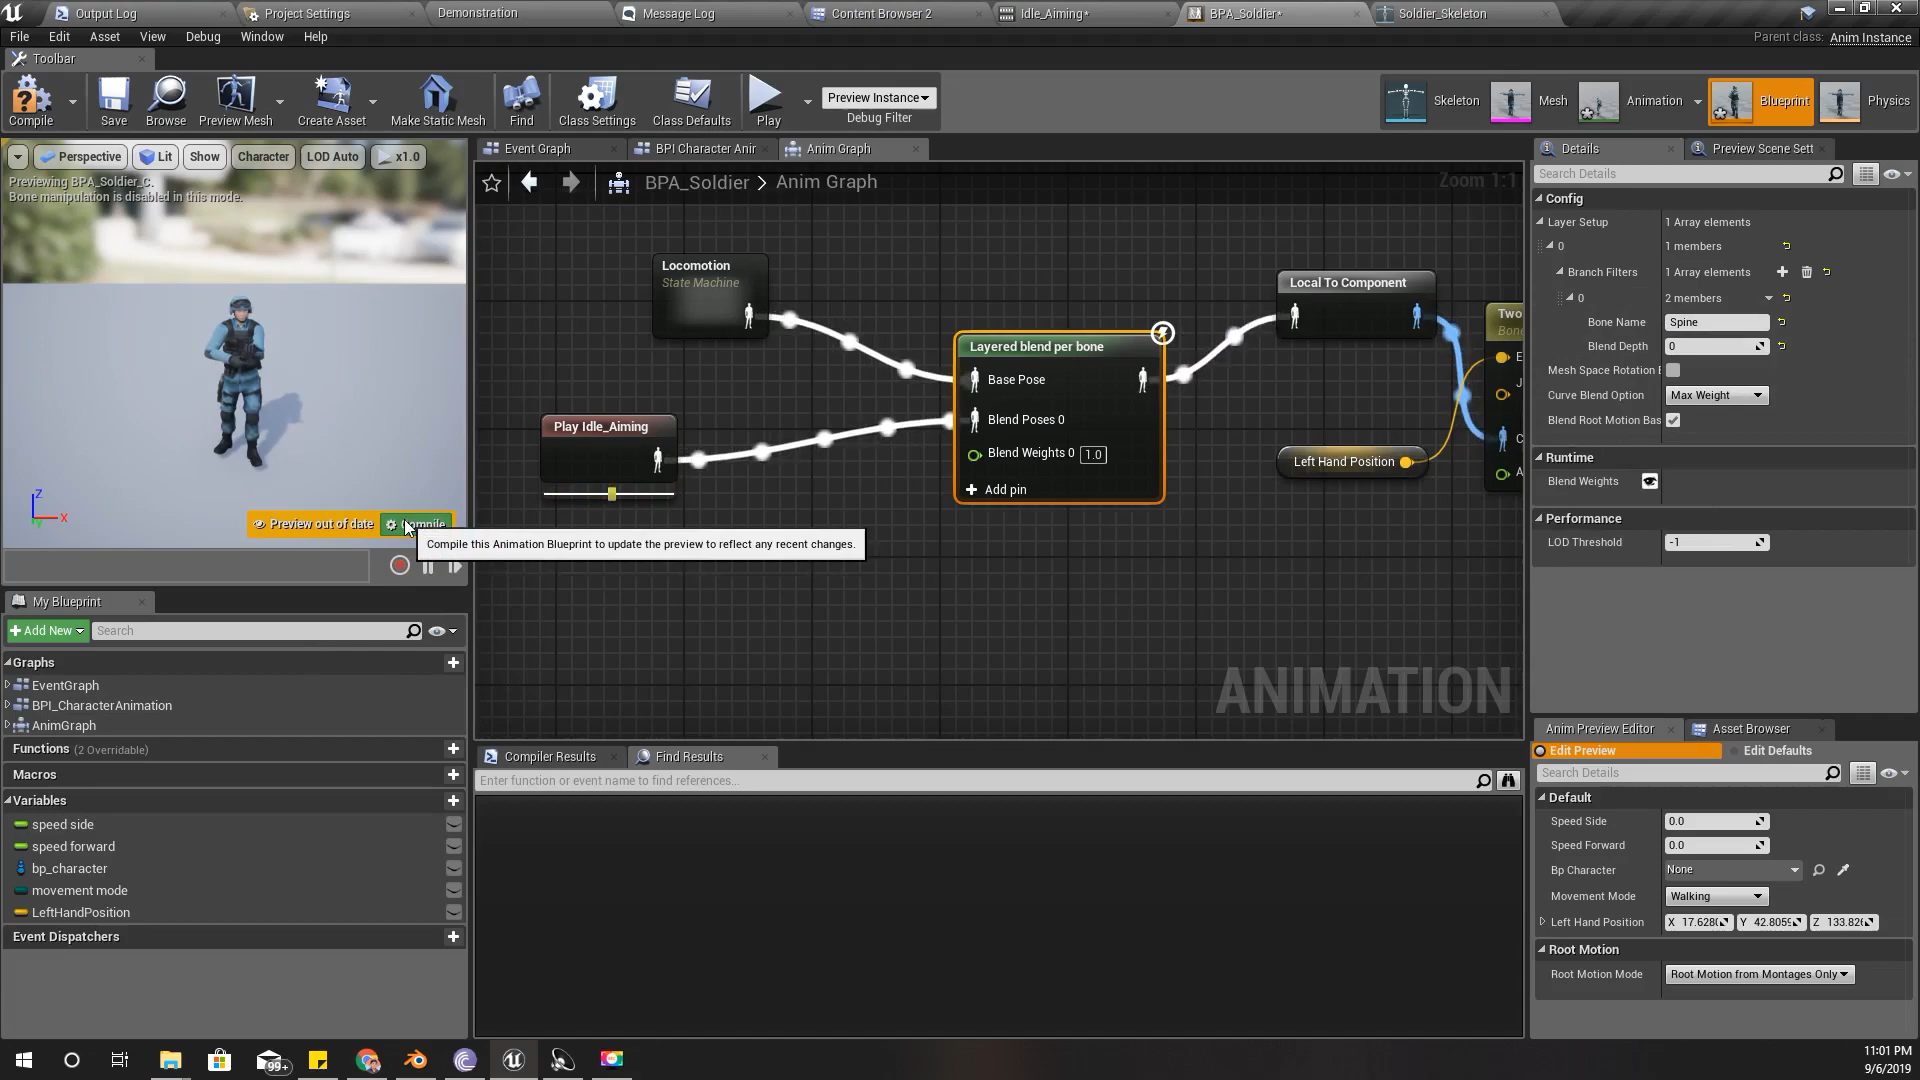 Output Log
Project Settings
Demonstration
Message Log
Content Browser 2
Idle_Aiming*
BPA_Soldier*
Soldier_Skeleton
File Edit Asset View Debug Window Help
Parent class: Anim Instance
Toolbar
Compile
Save
Browse
Preview Mesh
Create Asset
Make Static Mesh
Find
Class Settings
Class Defaults
Play
Preview Instance
Debug Filter
Skeleton
Mesh
Animation
Blueprint
Physics
Perspective
Lit
Show
Character
LOD Auto
x1.0
Previewing BPA_Soldier_C.
Bone manipulation is disabled in this mode.
Z
X
Y
Preview out of date
Compile
Compile this Animation Blueprint to update the preview to reflect any recent changes.
Event Graph
BPI Character Anir
Anim Graph
BPA_Soldier > Anim Graph
Zoom 1:1
Locomotion
State Machine
Play Idle_Aiming
Layered blend per bone
Base Pose
Blend Poses 0
Blend Weights 0 1.0
Add pin
Local To Component
Left Hand Position
Two
Bone
E
J
C
A
ANIMATION
Details
Preview Scene Sett
Search Details
Config
Layer Setup 1 Array elements
0 1 members
Branch Filters 1 Array elements
0 2 members
Bone Name Spine
Blend Depth 0
Mesh Space Rotation E
Curve Blend Option Max Weight
Blend Root Motion Bas
Runtime
Blend Weights
Performance
LOD Threshold -1
My Blueprint
Add New Search
Graphs
EventGraph
BPI_CharacterAnimation
AnimGraph
Functions (2 Overridable)
Macros
Variables
speed side
speed forward
bp_character
movement mode
LeftHandPosition
Event Dispatchers
Compiler Results
Find Results
Enter function or event name to find references...
Anim Preview Editor
Asset Browser
Edit Preview
Edit Defaults
Search Details
Default
Speed Side 0.0
Speed Forward 0.0
Bp Character None
Movement Mode Walking
Left Hand Position X 17.628( Y 42.805 Z 133.82
Root Motion
Root Motion Mode Root Motion from Montages Only
99+
11:01 PM
9/6/2019